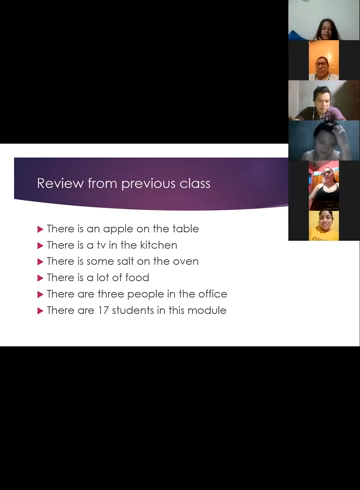 Review from previous class
There is an apple on the table
There is a tv in the kitchen
There is some salt on the oven
There is a lot of food
There are three people in the office
There are 17 students in this module